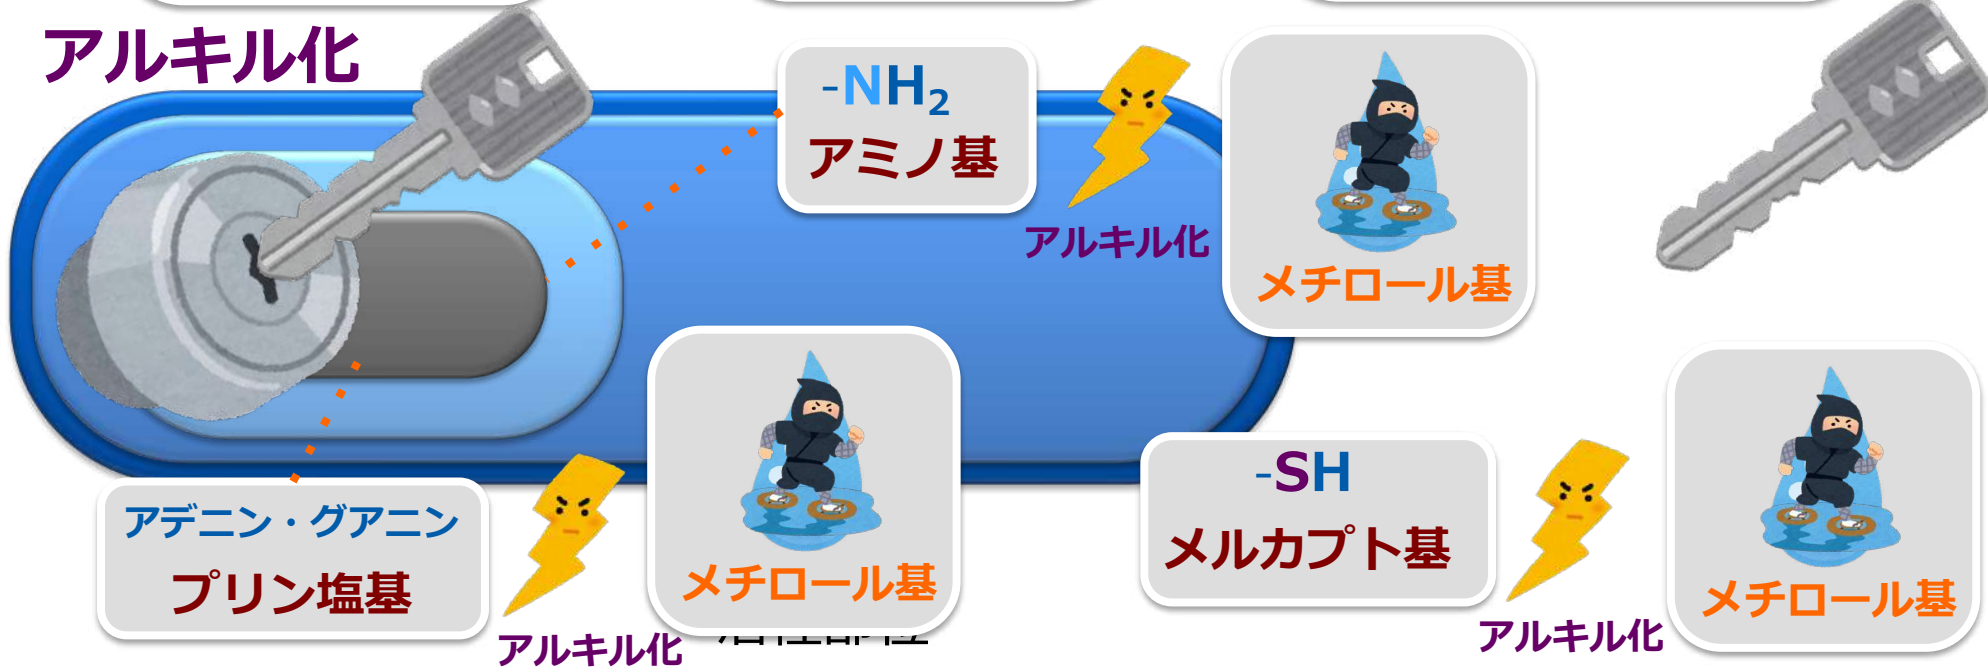 アルキル化
-NH₂
アミノ基
アルキル化
メチロール基
アデニン・グアニン
プリン塩基
アルキル化
メチロール基
-SH
メルカプト基
アルキル化
メチロール基